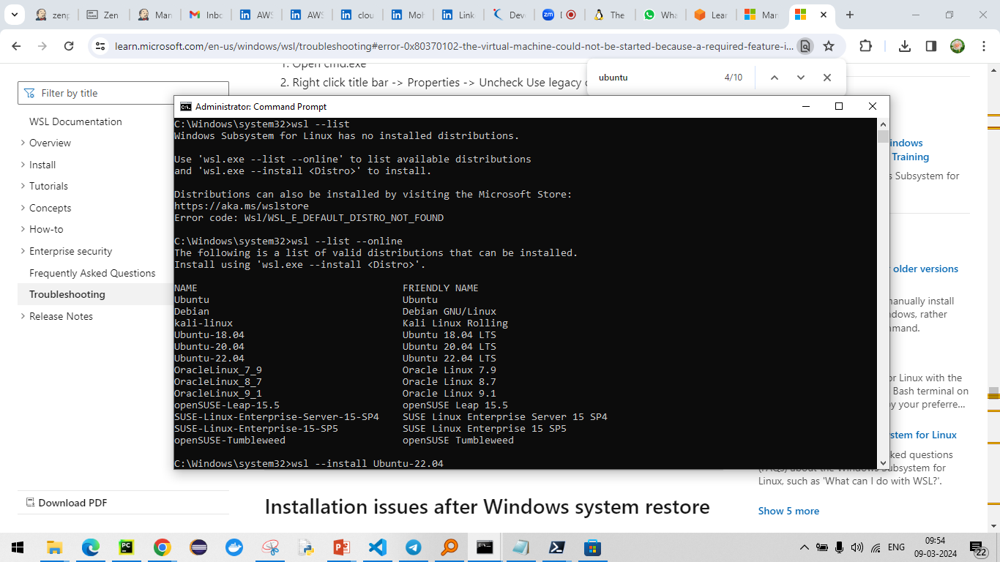 zenp
Zen
Man
Inbo
AWS
AWS
clou
Moh
Link
Deve
The
Wha
Lear
Man
learn.microsoft.com/en-us/windows/wsl/troubleshooting#error-0x80370102-the-virtual-machine-could-not-be-started-because-a-required-feature-i...
ubuntu 4/10
1. Open cmd.exe
2. Right click title bar -> Properties -> Uncheck Use legacy
Filter by title
WSL Documentation
Overview
Install
Tutorials
Concepts
How-to
Enterprise security
Frequently Asked Questions
Troubleshooting
Release Notes
Download PDF
Administrator: Command Prompt
C:\Windows\system32>wsl --list
Windows Subsystem for Linux has no installed distributions.
Use 'wsl.exe --list --online' to list available distributions
and 'wsl.exe --install <Distro>' to install.
Distributions can also be installed by visiting the Microsoft Store:
https://aka.ms/wslstore
Error code: Wsl/WSL_E_DEFAULT_DISTRO_NOT_FOUND
C:\Windows\system32>wsl --list --online
The following is a list of valid distributions that can be installed.
Install using 'wsl.exe --install <Distro>'.
NAME FRIENDLY NAME
Ubuntu Ubuntu
Debian Debian GNU/Linux
kali-linux Kali Linux Rolling
Ubuntu-18.04 Ubuntu 18.04 LTS
Ubuntu-20.04 Ubuntu 20.04 LTS
Ubuntu-22.04 Ubuntu 22.04 LTS
OracleLinux_7_9 Oracle Linux 7.9
OracleLinux_8_7 Oracle Linux 8.7
OracleLinux_9_1 Oracle Linux 9.1
openSUSE-Leap-15.5 openSUSE Leap 15.5
SUSE-Linux-Enterprise-Server-15-SP4 SUSE Linux Enterprise Server 15 SP4
SUSE-Linux-Enterprise-15-SP5 SUSE Linux Enterprise 15 SP5
openSUSE-Tumbleweed openSUSE Tumbleweed
C:\Windows\system32>wsl --install Ubuntu-22.04
indows
Training
s Subsystem for
older versions
anually install
ndows, rather
mmand.
or Linux with the
Bash terminal on
by your preferre...
stem for Linux
ked questions
(FAQs) about the Windows Subsystem for
Linux, such as 'What can I do with WSL?'.
Show 5 more
Installation issues after Windows system restore
ENG
09:54
09-03-2024
22